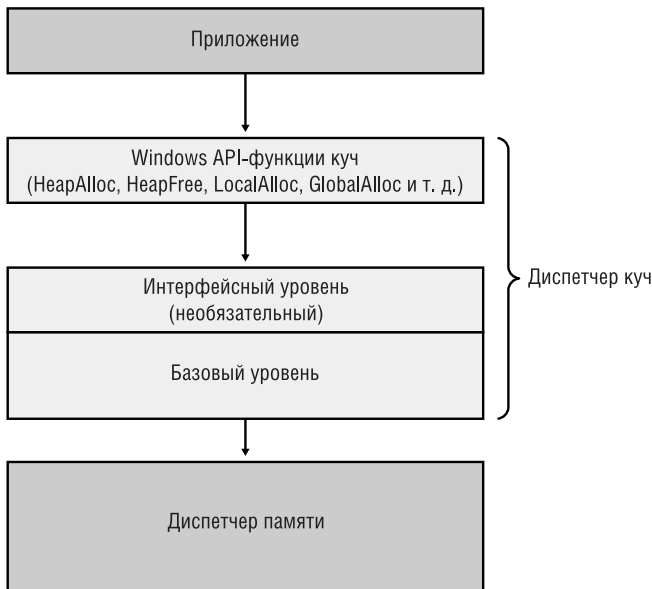 Приложение
Windows API-функции куч
(HeapAlloc, HeapFree, LocalAlloc, GlobalAlloc и т. д.)
Интерфейсный уровень
(необязательный)
Диспетчер куч
Базовый уровень
Диспетчер памяти